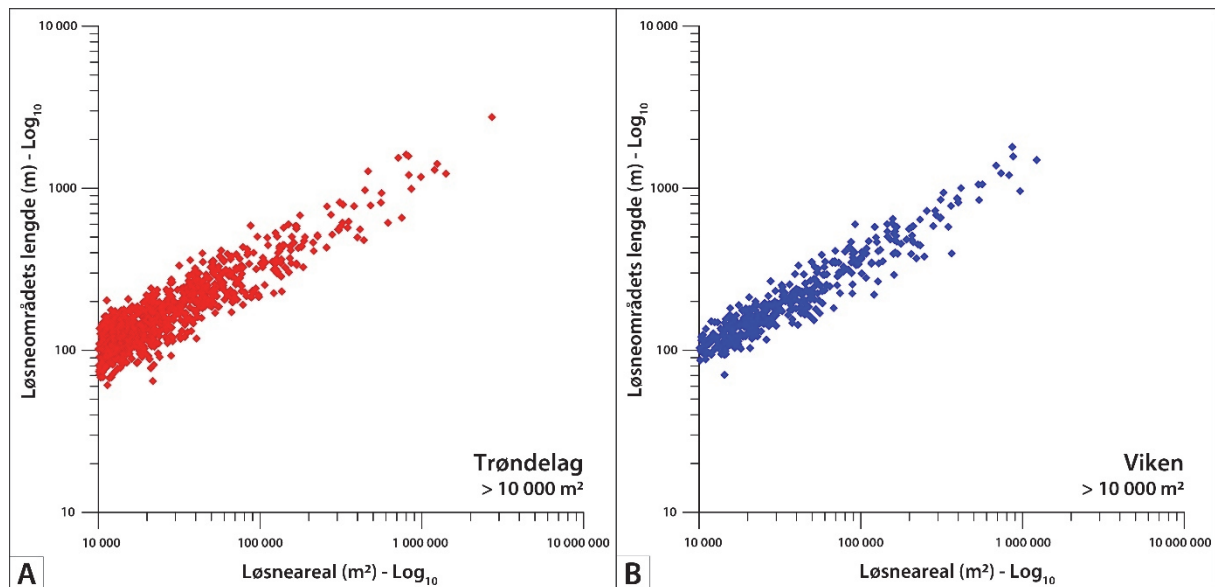 10 000
1000
100
10
Løsneområdets lengde (m) - Log₁₀
Trøndelag
> 10 000 m²
10 000
100 000
1 000 000
10 000 000
Løsneareal (m²) - Log₁₀
A
10 000
1000
100
10
Løsneområdets lengde (m) - Log₁₀
Viken
> 10 000 m²
10 000
100 000
1 000 000
10 000 000
Løsneareal (m²) - Log₁₀
B